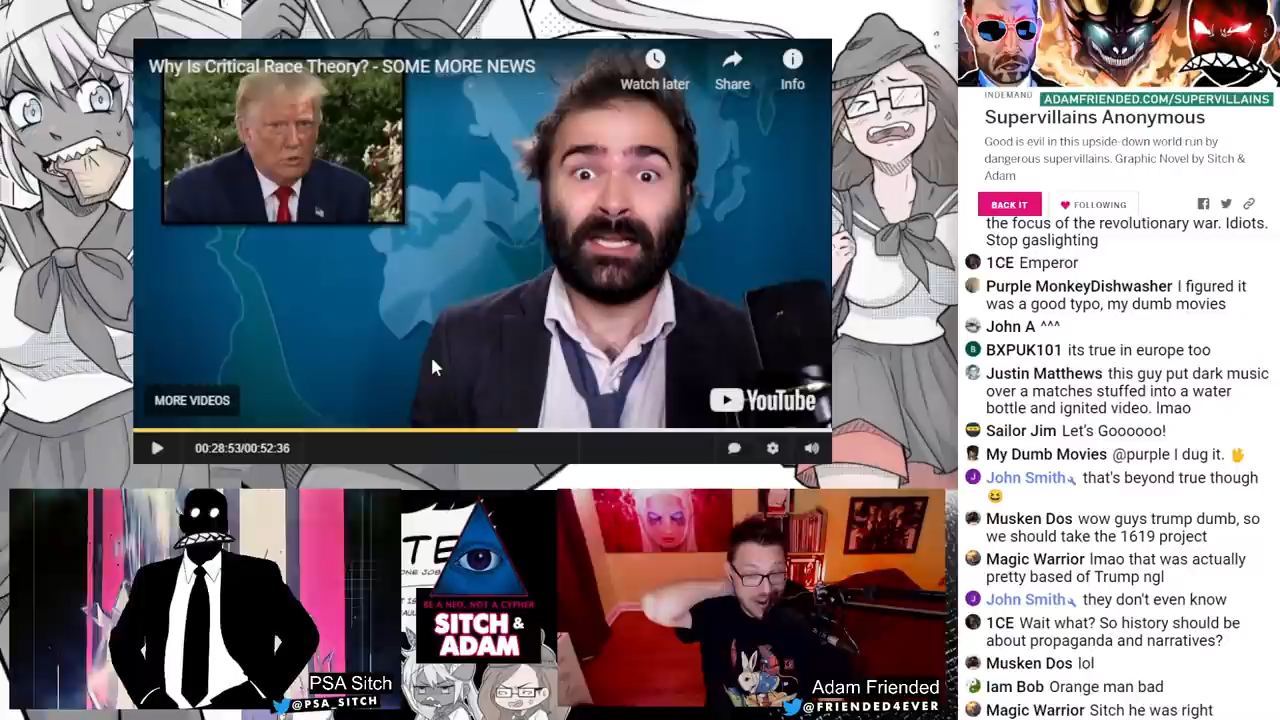 Why Is Critical Race Theory? - SOME MORE NEWS
Watch later
Share
Info
MORE VIDEOS
YouTube
00:28:53/00:52:36
PSA Sitch
@PSA_SITCH
BE A NEO, NOT A CYPHER
SITCH &
ADAM
Adam Friended
@FRIENDED4EVER
INDEMAND
ADAMFRIENDED.COM/SUPERVILLAINS
Supervillains Anonymous
Good is evil in this upside-down world run by
dangerous supervillains. Graphic Novel by Sitch &
Adam
BACK IT
FOLLOWING
the focus of the revolutionary war. Idiots.
Stop gaslighting
1CE Emperor
Purple MonkeyDishwasher I figured it
was a good typo, my dumb movies
John A ^^^
BXPUK101 its true in europe too
Justin Matthews this guy put dark music
over a matches stuffed into a water
bottle and ignited video. lmao
Sailor Jim Let's Goooooo!
My Dumb Movies @purple I dug it. 🖖
John Smith that's beyond true though
😆
Musken Dos wow guys trump dumb, so
we should take the 1619 project
Magic Warrior lmao that was actually
pretty based of Trump ngl
John Smith they don't even know
1CE Wait what? So history should be
about propaganda and narratives?
Musken Dos lol
Iam Bob Orange man bad
Magic Warrior Sitch he was right